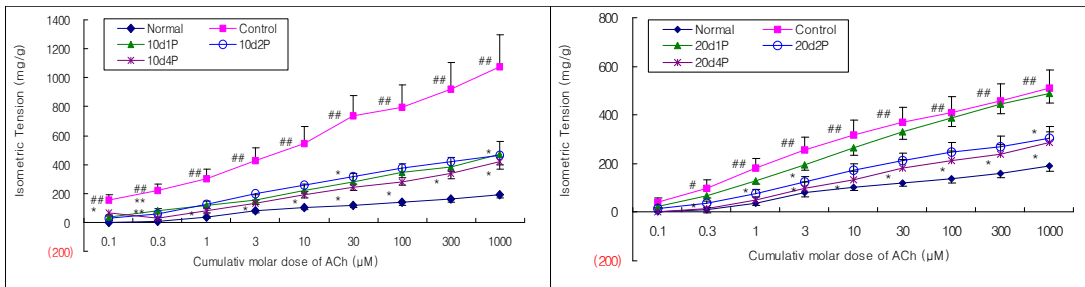 Normal Control
10d1P 10d2P
10d4P
Isometric Tension (mg/g)
1400
1200
1000
800
600
400
200
0
(200)
## ## ## ## ## ## ## ## ##
* ** ** * * * * * * * *
0.1 0.3 1 3 10 30 100 300 1000
Cumulativ molar dose of ACh (μM)
Normal Control
20d1P 20d2P
20d4P
Isometric Tension (mg/g)
800
600
400
200
0
(200)
# ## ## ## ## ## ## ##
* * * * * * * * * *
0.1 0.3 1 3 10 30 100 300 1000
Cumulativ molar dose of ACh (μM)